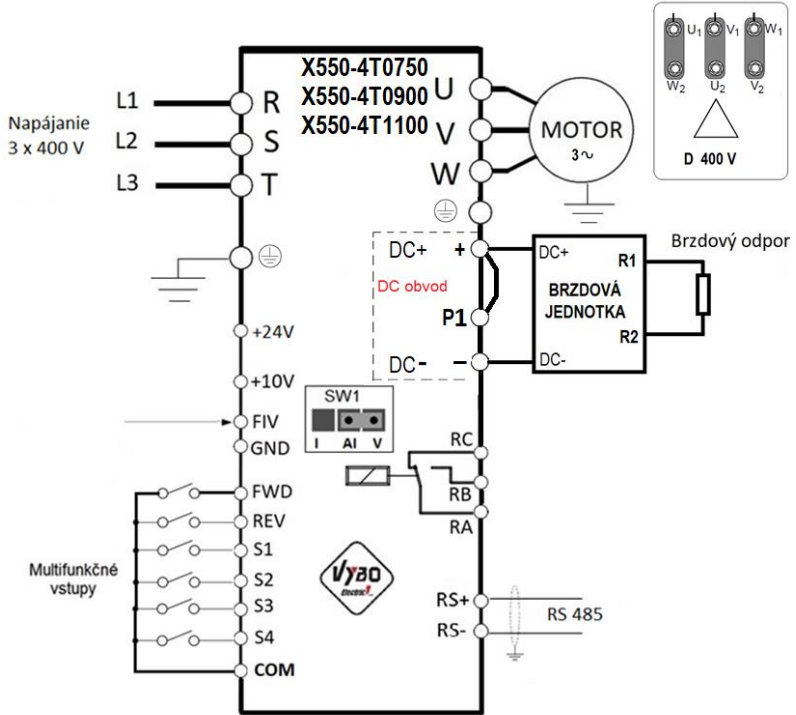 X550-4T0750
X550-4T0900
X550-4T1100
Napájanie
3 x 400 V
L1
L2
L3
R
S
T
U
V
W
MOTOR
3~
U1
V1
W1
W2
U2
V2
D 400 V
DC+
+
DC obvod
P1
DC-
−
DC+
R1
BRZDOVÁ
JEDNOTKA
R2
DC-
Brzdový odpor
+24V
+10V
FIV
GND
SW1
I AI V
RC
RB
RA
Multifunkčné
vstupy
FWD
REV
S1
S2
S3
S4
COM
VYBO
Electric
RS+
RS-
RS 485